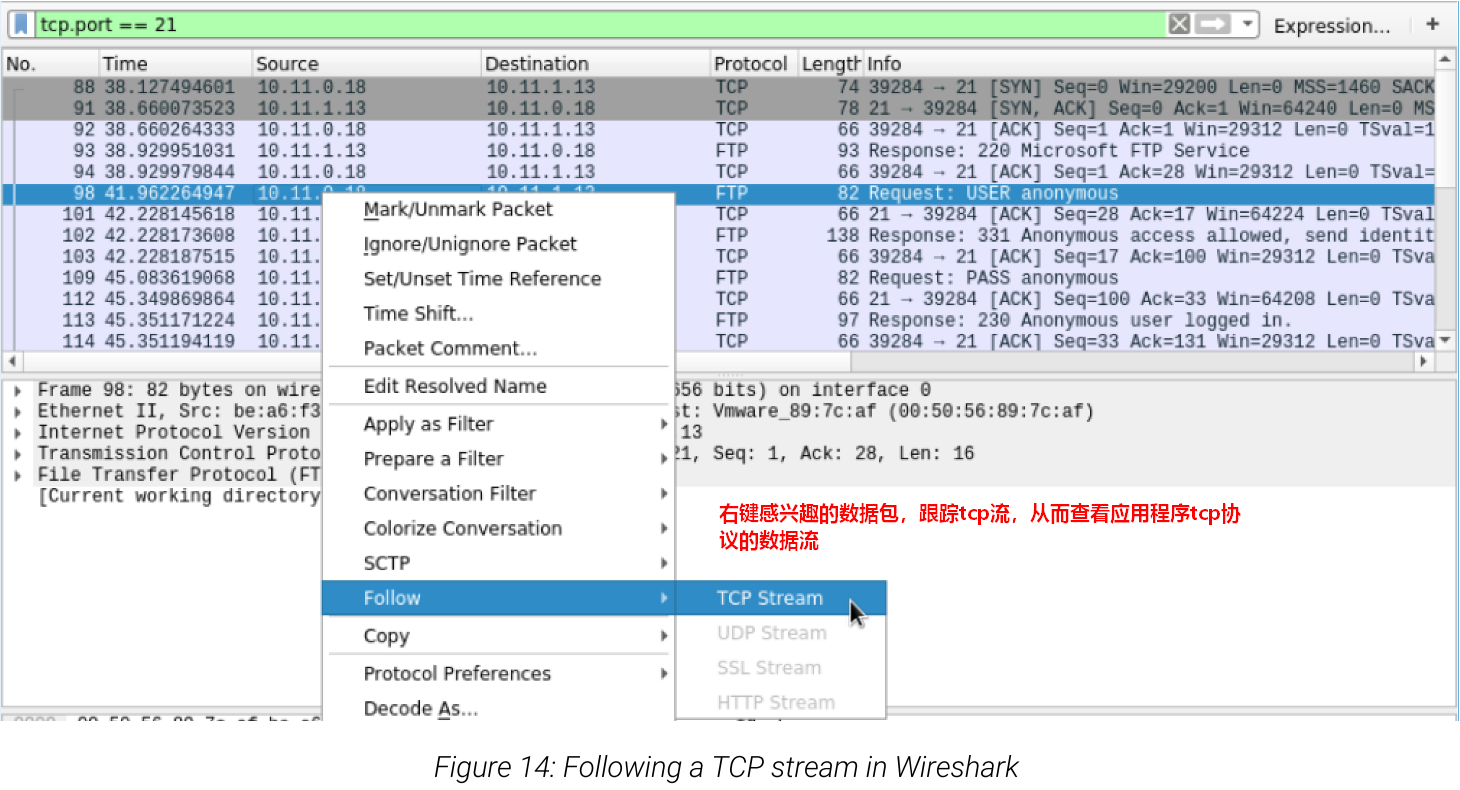 tcp.port == 21
Expression...
+
No. Time Source Destination Protocol Length Info
88 38.127494601 10.11.0.18 10.11.1.13 TCP 74 39284 → 21 [SYN] Seq=0 Win=29200 Len=0 MSS=1460 SACK
91 38.660073523 10.11.1.13 10.11.0.18 TCP 78 21 → 39284 [SYN, ACK] Seq=0 Ack=1 Win=64240 Len=0 MS
92 38.660264333 10.11.0.18 10.11.1.13 TCP 66 39284 → 21 [ACK] Seq=1 Ack=1 Win=29312 Len=0 TSval=1
93 38.929951031 10.11.1.13 10.11.0.18 FTP 93 Response: 220 Microsoft FTP Service
94 38.929979844 10.11.0.18 10.11.1.13 TCP 66 39284 → 21 [ACK] Seq=1 Ack=28 Win=29312 Len=0 TSval=
98 41.962264947 10.11.0.18 10.11.1.13 FTP 82 Request: USER anonymous
101 42.228145618 10.11. TCP 66 21 → 39284 [ACK] Seq=28 Ack=17 Win=64224 Len=0 TSval
102 42.228173608 10.11. FTP 138 Response: 331 Anonymous access allowed, send identit
103 42.228187515 10.11. TCP 66 39284 → 21 [ACK] Seq=17 Ack=100 Win=29312 Len=0 TSva
109 45.083619068 10.11. FTP 82 Request: PASS anonymous
112 45.349869864 10.11. TCP 66 21 → 39284 [ACK] Seq=100 Ack=33 Win=64208 Len=0 TSva
113 45.351171224 10.11. FTP 97 Response: 230 Anonymous user logged in.
114 45.351194119 10.11. TCP 66 39284 → 21 [ACK] Seq=33 Ack=131 Win=29312 Len=0 TSva
Mark/Unmark Packet
Ignore/Unignore Packet
Set/Unset Time Reference
Time Shift...
Packet Comment...
Edit Resolved Name
Apply as Filter
Prepare a Filter
Conversation Filter
Colorize Conversation
SCTP
Follow
Copy
Protocol Preferences
Decode As...
TCP Stream
UDP Stream
SSL Stream
HTTP Stream
Frame 98: 82 bytes on wire 656 bits) on interface 0
Ethernet II, Src: be:a6:f3 st: Vmware_89:7c:af (00:50:56:89:7c:af)
Internet Protocol Version 13
Transmission Control Proto 21, Seq: 1, Ack: 28, Len: 16
File Transfer Protocol (FT
[Current working directory
右键感兴趣的数据包，跟踪tcp流，从而查看应用程序tcp协
议的数据流
Figure 14: Following a TCP stream in Wireshark